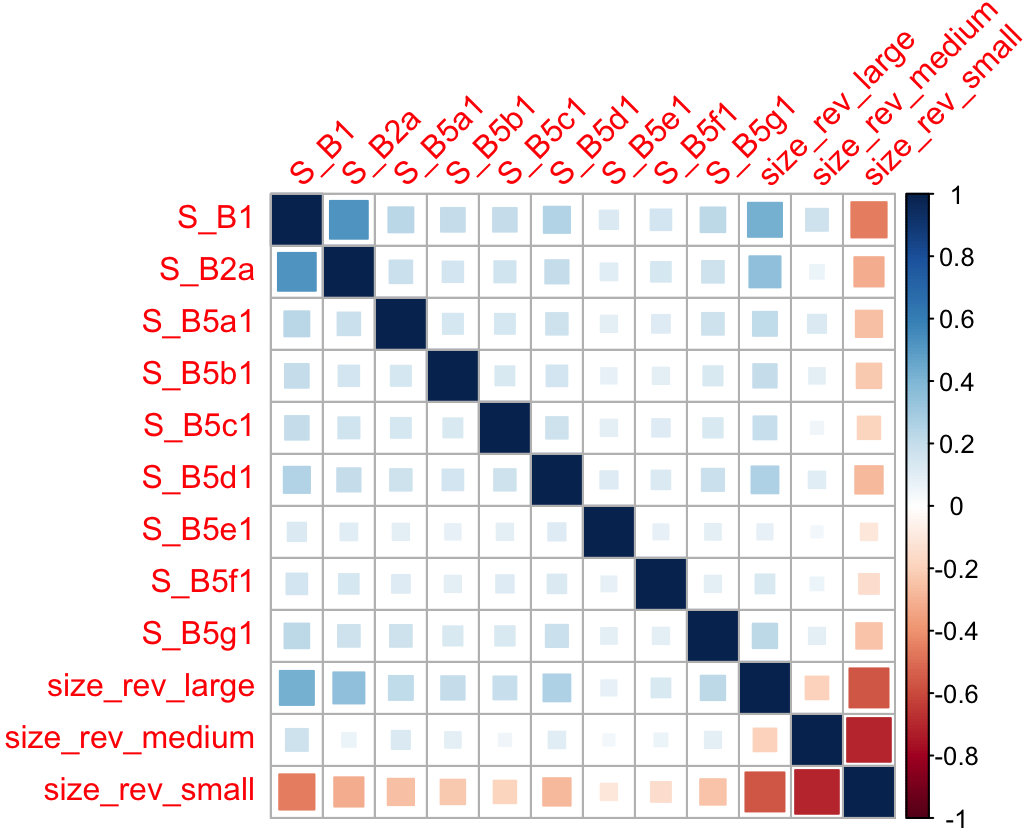 S_B1
S_B2a
S_B5a1
S_B5b1
S_B5c1
S_B5d1
S_B5e1
S_B5f1
S_B5g1
size_rev_large
size_rev_medium
size_rev_small
S_B1
S_B2a
S_B5a1
S_B5b1
S_B5c1
S_B5d1
S_B5e1
S_B5f1
S_B5g1
size_rev_large
size_rev_medium
size_rev_small
1
0.8
0.6
0.4
0.2
0
-0.2
-0.4
-0.6
-0.8
-1